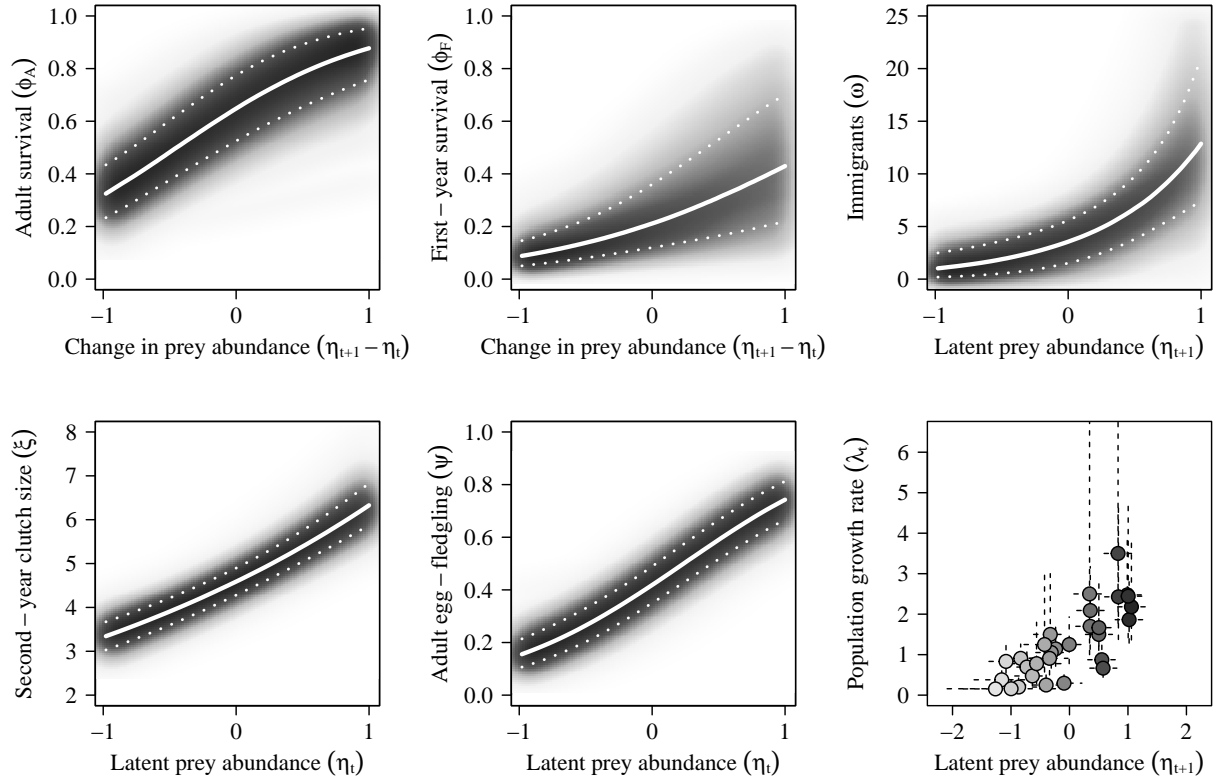 Adult survival (ϕA)
1.0
0.8
0.6
0.4
0.2
0.0
−1 0 1
Change in prey abundance (ηt+1 − ηt)
First−year survival (ϕF)
1.0
0.8
0.6
0.4
0.2
0.0
−1 0 1
Change in prey abundance (ηt+1 − ηt)
Immigrants (ω)
25
20
15
10
5
0
−1 0 1
Latent prey abundance (ηt+1)
Second−year clutch size (ξ)
8
7
6
5
4
3
2
−1 0 1
Latent prey abundance (ηt)
Adult egg−fledgling (ψ)
1.0
0.8
0.6
0.4
0.2
0.0
−1 0 1
Latent prey abundance (ηt)
Population growth rate (λt)
6
5
4
3
2
1
0
−2 −1 0 1 2
Latent prey abundance (ηt+1)